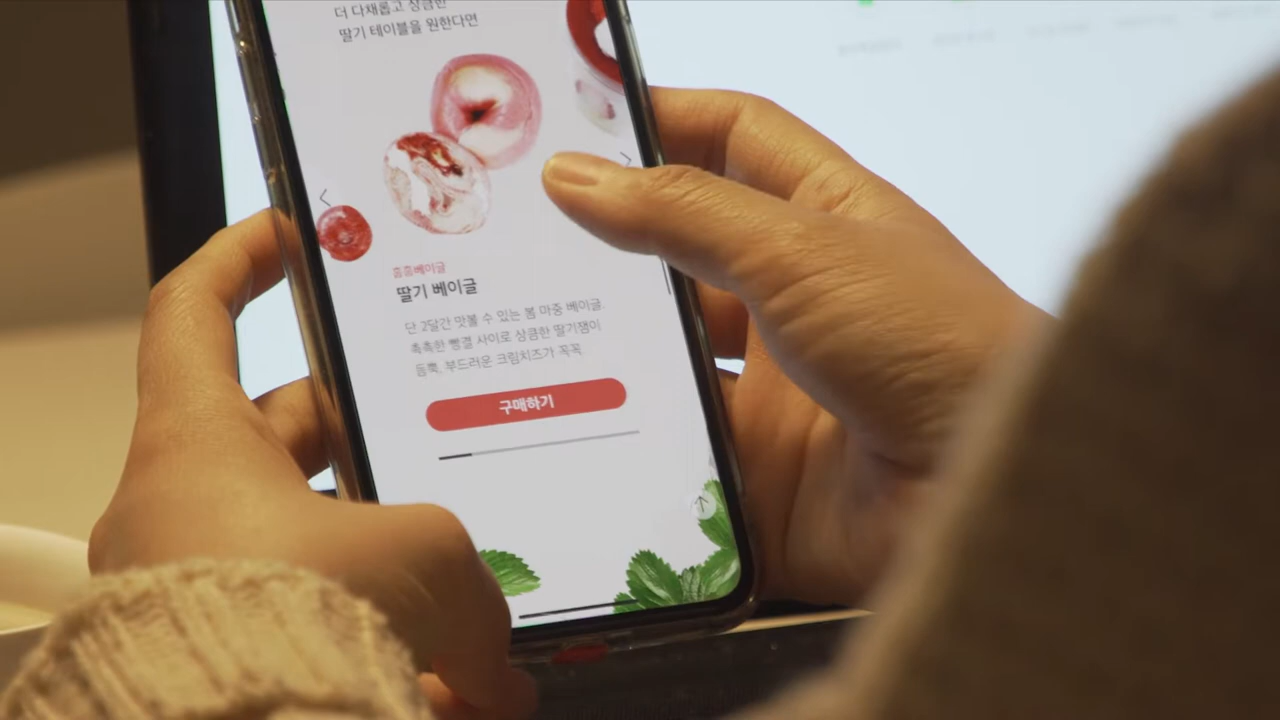 더 다채롭고 상큼한
딸기 테이블을 원한다면
흠흠베이글
딸기 베이글
단 2달간 맛볼 수 있는 봄 마중 베이글.
촉촉한 빵결 사이로 상큼한 딸기잼이
듬뿍, 부드러운 크림치즈가 꼭꼭
구매하기